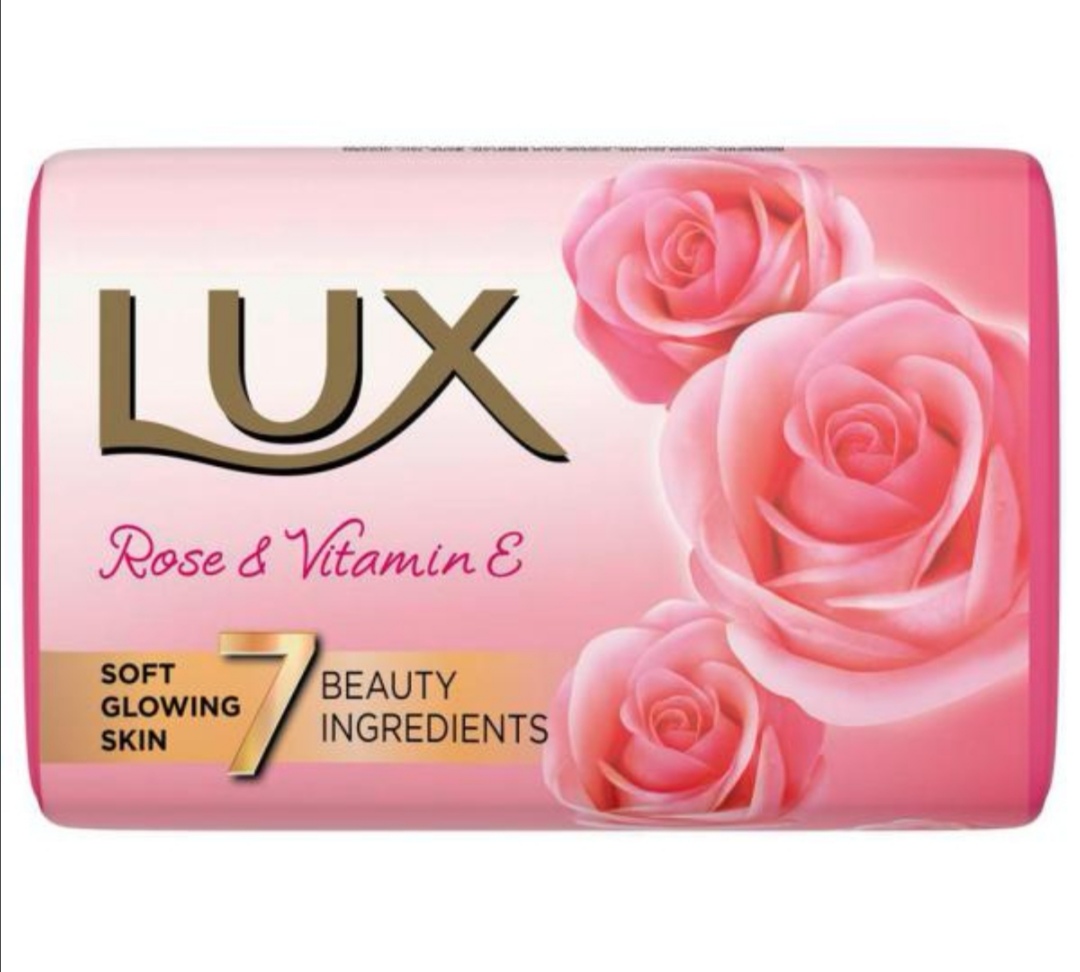 LUX
Rose & Vitamin E
SOFT
GLOWING
SKIN
7
BEAUTY
INGREDIENTS